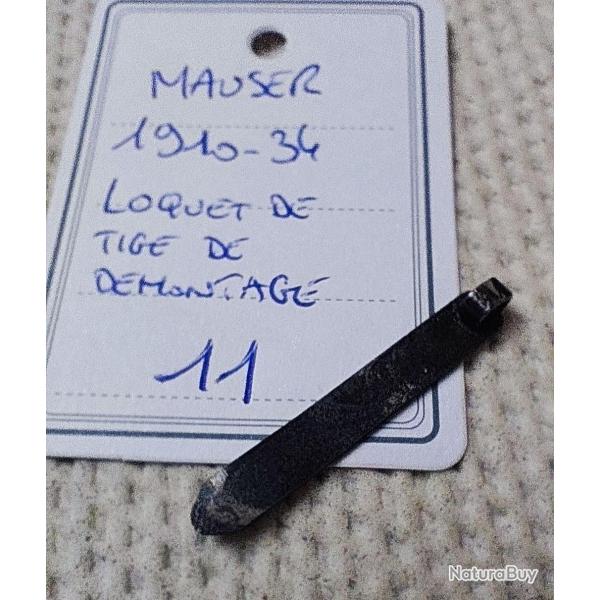 MAUSER
1910-34
LOQUET DE
TIGE DE
DEMONTAGE
11
NaturaBuy